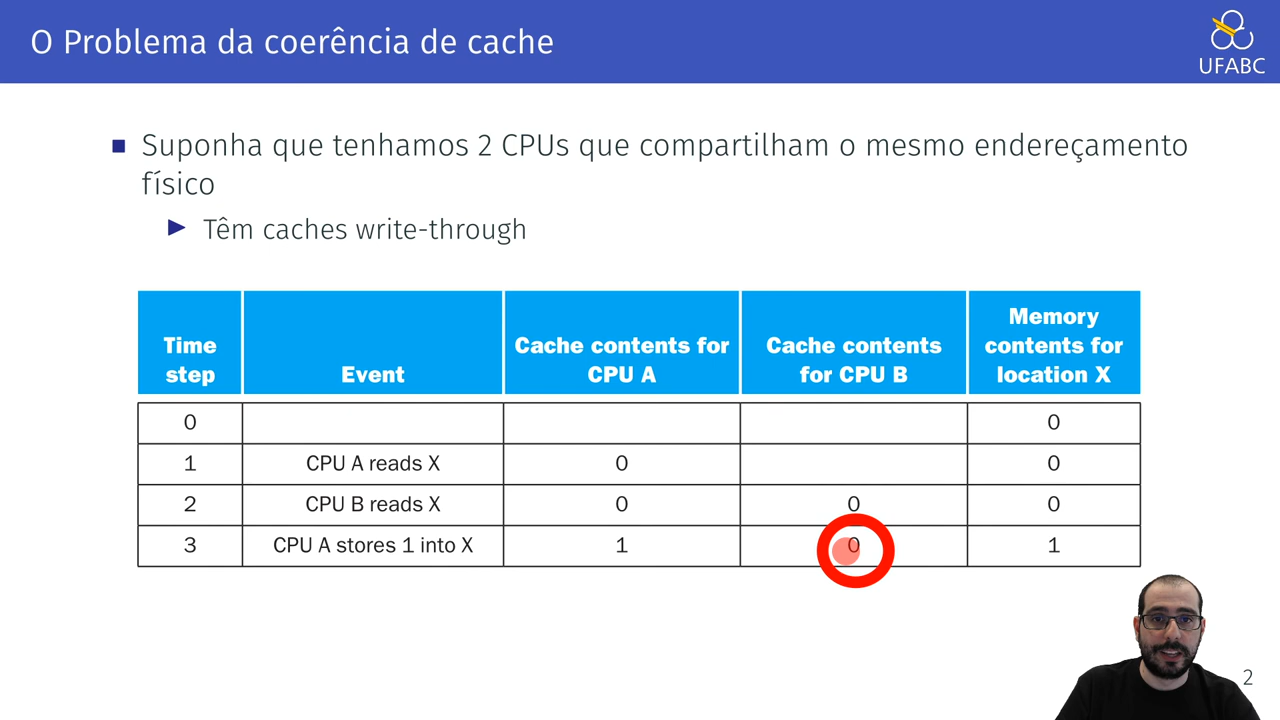 O Problema da coerência de cache
UFABC
Suponha que tenhamos 2 CPUs que compartilham o mesmo endereçamento
físico
Têm caches write-through
Time step | Event | Cache contents for CPU A | Cache contents for CPU B | Memory contents for location X
0 | | | | 0
1 | CPU A reads X | 0 | | 0
2 | CPU B reads X | 0 | 0 | 0
3 | CPU A stores 1 into X | 1 | 0 | 1
2